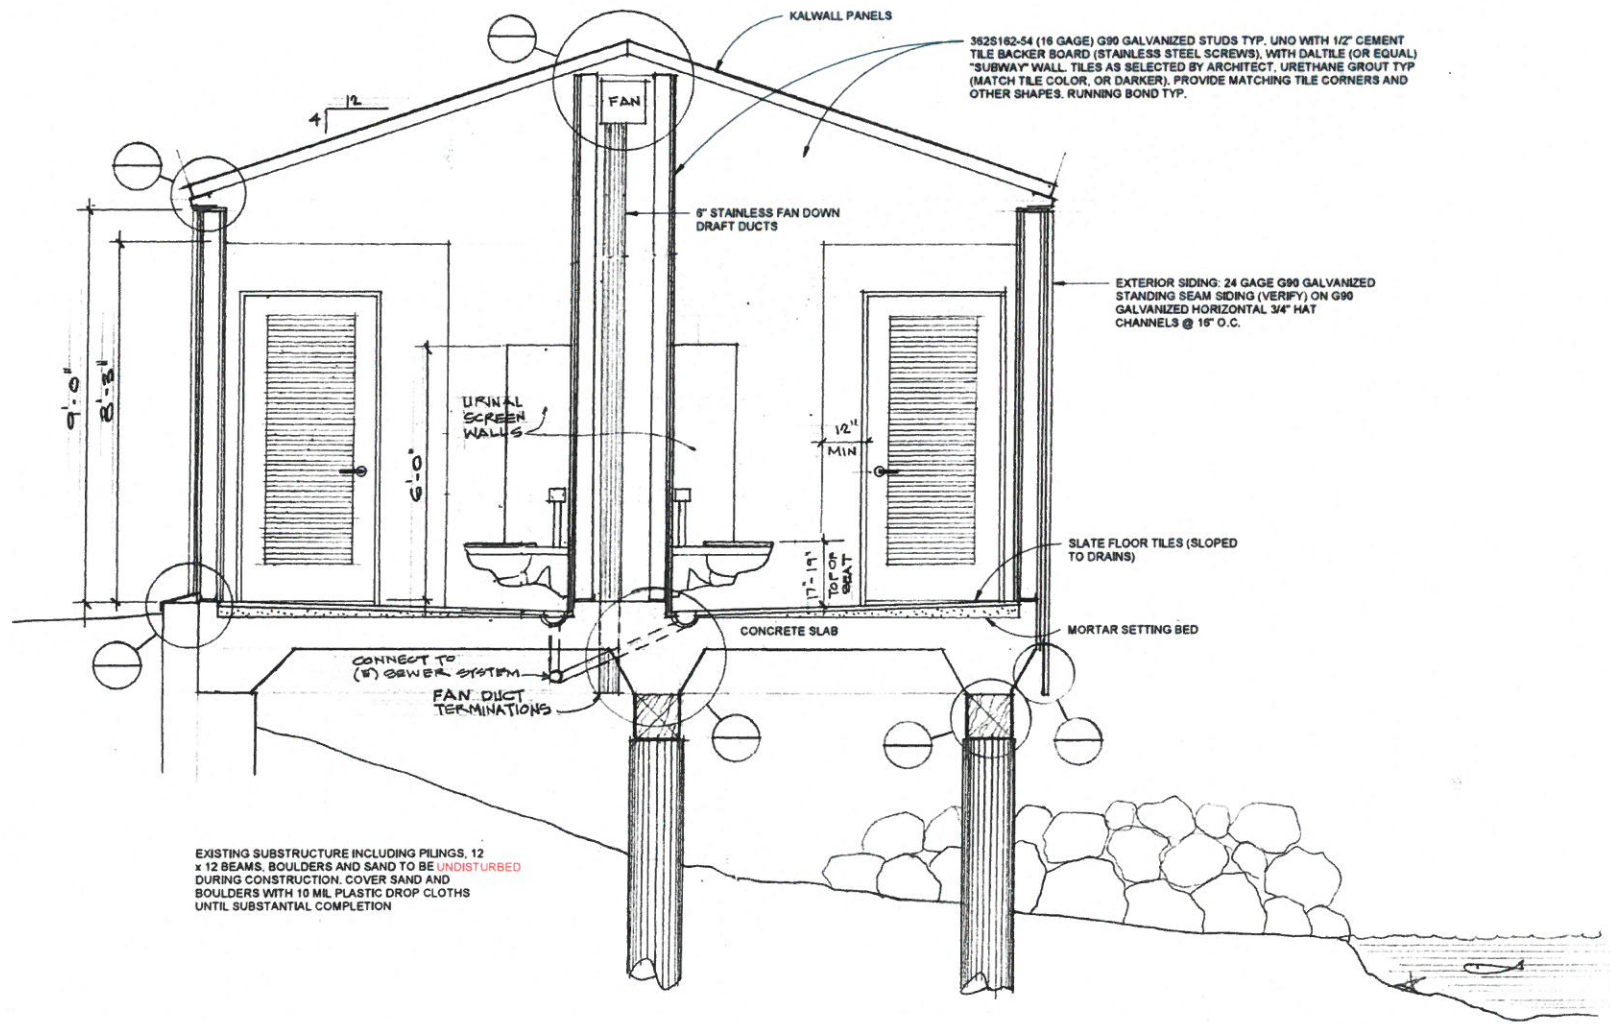 KALWALL PANELS
362S162-54 (16 GAGE) G90 GALVANIZED STUDS TYP. UNO WITH 1/2" CEMENT
TILE BACKER BOARD (STAINLESS STEEL SCREWS), WITH DALTILE (OR EQUAL)
"SUBWAY" WALL TILES AS SELECTED BY ARCHITECT, URETHANE GROUT TYP
(MATCH TILE COLOR, OR DARKER). PROVIDE MATCHING TILE CORNERS AND
OTHER SHAPES. RUNNING BOND TYP.
FAN
12
4
6" STAINLESS FAN DOWN
DRAFT DUCTS
EXTERIOR SIDING: 24 GAGE G90 GALVANIZED
STANDING SEAM SIDING (VERIFY) ON G90
GALVANIZED HORIZONTAL 3/4" HAT
CHANNELS @ 16" O.C.
9'-0"
8'-3"
6'-0"
URINAL
SCREEN
WALLS
12"
MIN
17"-19"
TOP OF
SEAT
SLATE FLOOR TILES (SLOPED
TO DRAINS)
CONCRETE SLAB
MORTAR SETTING BED
CONNECT TO
(E) SEWER SYSTEM
FAN DUCT
TERMINATIONS
EXISTING SUBSTRUCTURE INCLUDING PILINGS, 12
x 12 BEAMS, BOULDERS AND SAND TO BE UNDISTURBED
DURING CONSTRUCTION. COVER SAND AND
BOULDERS WITH 10 MIL PLASTIC DROP CLOTHS
UNTIL SUBSTANTIAL COMPLETION